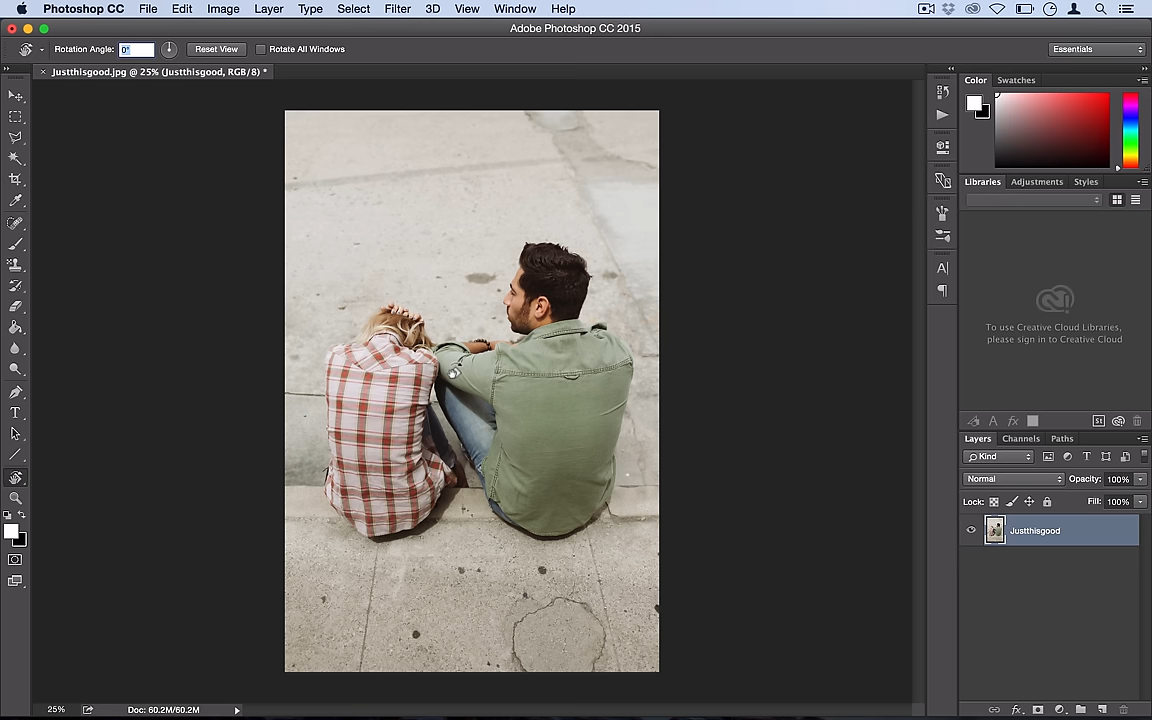 Photoshop CC File Edit Image Layer Type Select Filter 3D View Window Help
Adobe Photoshop CC 2015
Rotation Angle: 0° Reset View Rotate All Windows Essentials
Justthisgood.jpg @ 25% (Justthisgood, RGB/8) *
Color Swatches
Libraries Adjustments Styles
To use Creative Cloud Libraries,
please sign in to Creative Cloud
St
Layers Channels Paths
Kind
Normal Opacity: 100%
Lock: Fill: 100%
Justthisgood
25% Doc: 60.2M/60.2M